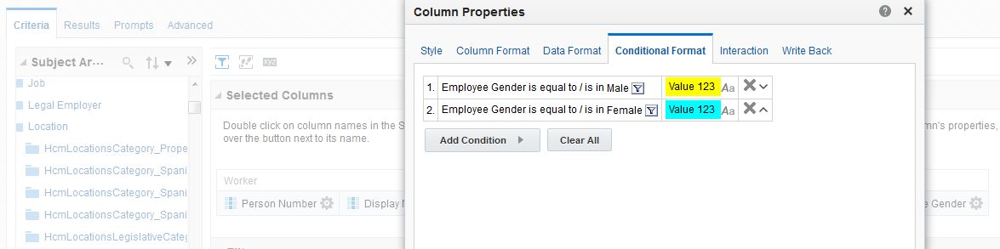 Column Properties
Criteria Results Prompts Advanced
Style Column Format Data Format Conditional Format Interaction Write Back
Subject Ar...
Job
Legal Employer
Location
HcmLocationsCategory_Prope
HcmLocationsCategory_Spani
HcmLocationsCategory_Spani
HcmLocationsCategory_Spani
HcmLocationsLegislativeCateg
xyz
Selected Columns
Double click on column names in the S
over the button next to its name.
mn's properties,
Worker
Person Number
Display
Gender
1. Employee Gender is equal to / is in Male Value 123 Aa
2. Employee Gender is equal to / is in Female Value 123 Aa
Add Condition Clear All